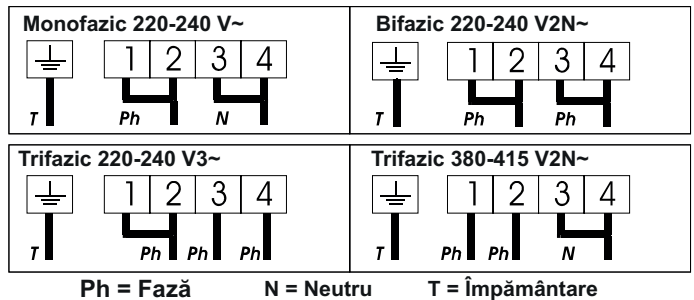 Monofazic 220-240 V~
1 2 3 4
T Ph N
Bifazic 220-240 V2N~
1 2 3 4
T Ph Ph
Trifazic 220-240 V3~
1 2 3 4
T Ph Ph Ph
Trifazic 380-415 V2N~
1 2 3 4
T Ph Ph N
Ph = Fază N = Neutru T = Împământare